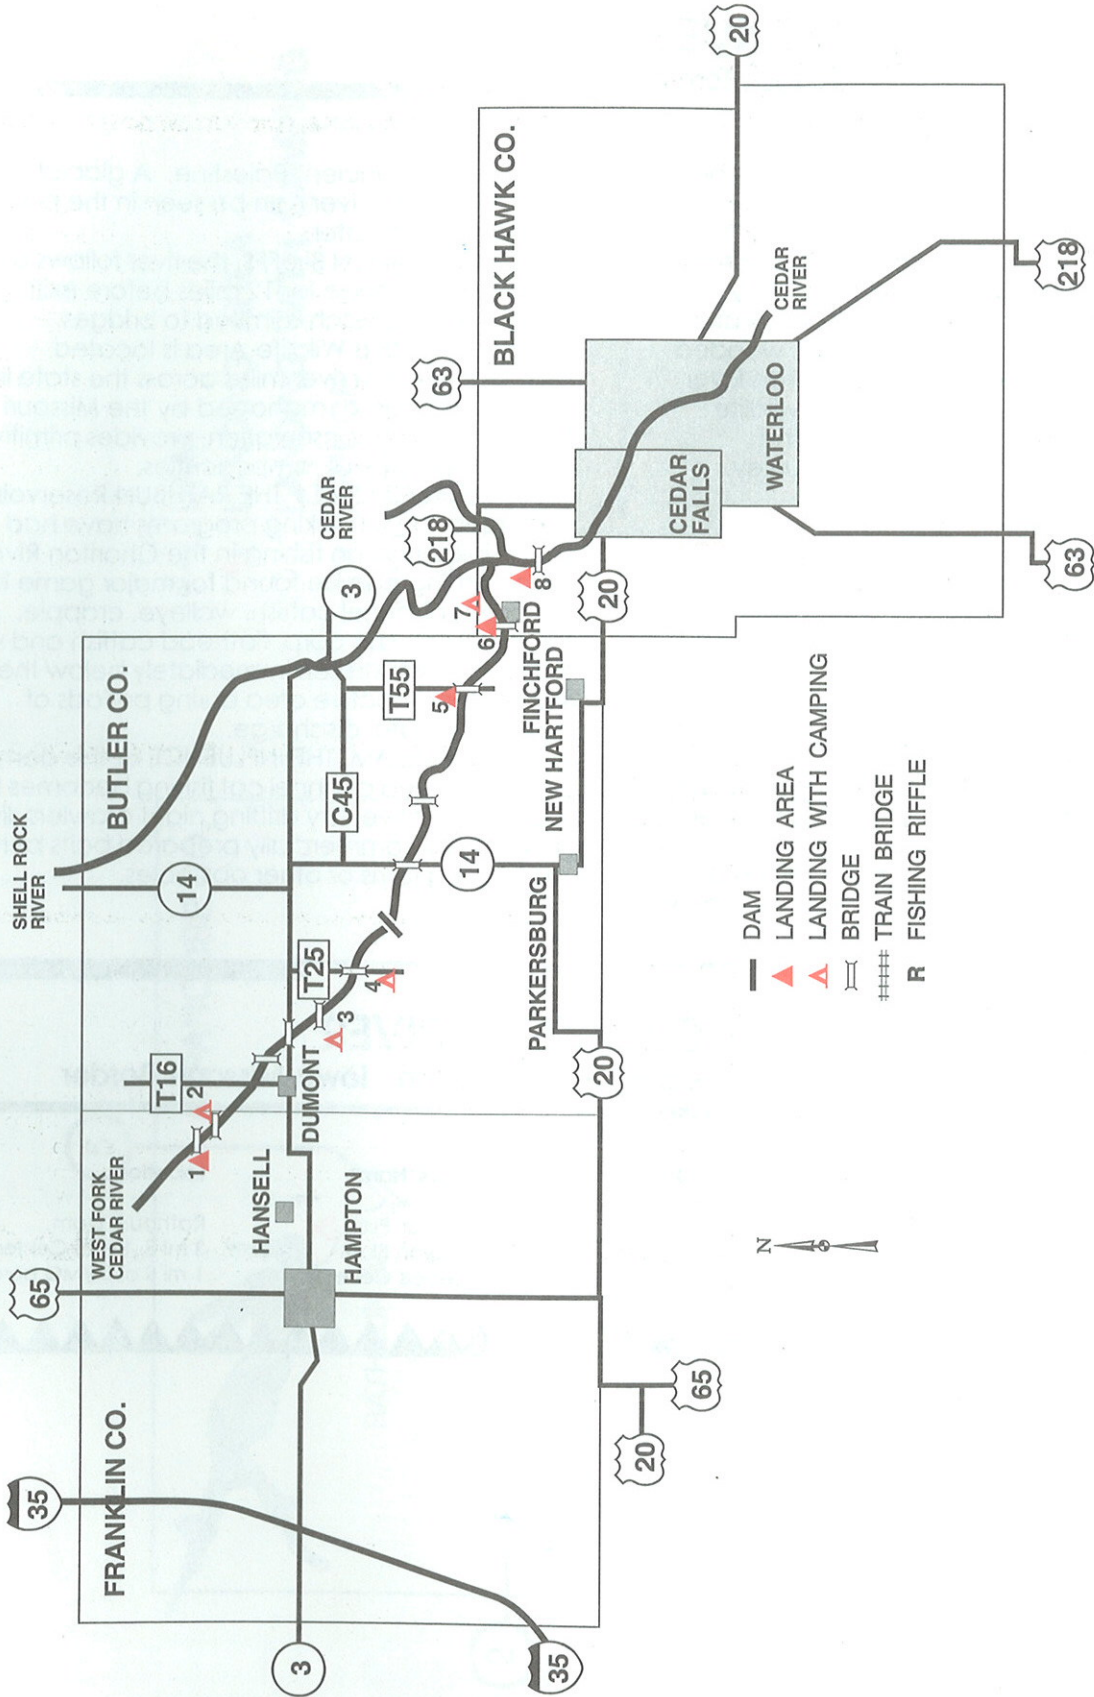 35
65
SHELL ROCK
RIVER
FRANKLIN CO.
WEST FORK
CEDAR RIVER
BUTLER CO.
T16
14
1
2
3
HANSELL
HAMPTON
DUMONT
T25
3
4
C45
T55
3
CEDAR
RIVER
218
63
BLACK HAWK CO.
20
14
5
6
7
8
FINCHFORD
NEW HARTFORD
PARKERSBURG
35
20
65
20
20
CEDAR
FALLS
WATERLOO
CEDAR
RIVER
63
218
N
DAM
LANDING AREA
LANDING WITH CAMPING
BRIDGE
TRAIN BRIDGE
R FISHING RIFFLE